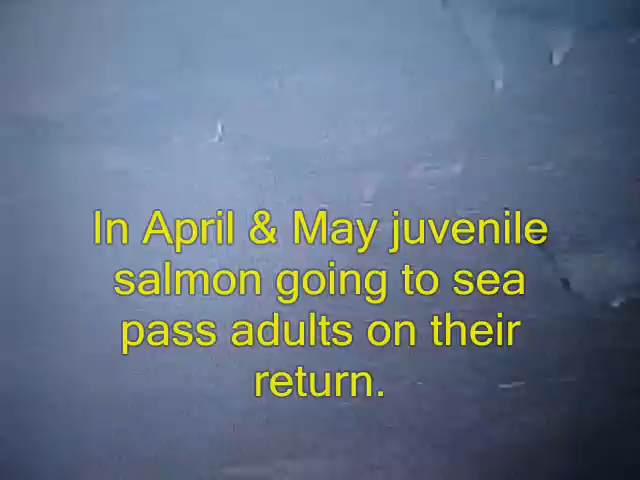 In April & May juvenile
salmon going to sea
pass adults on their
return.